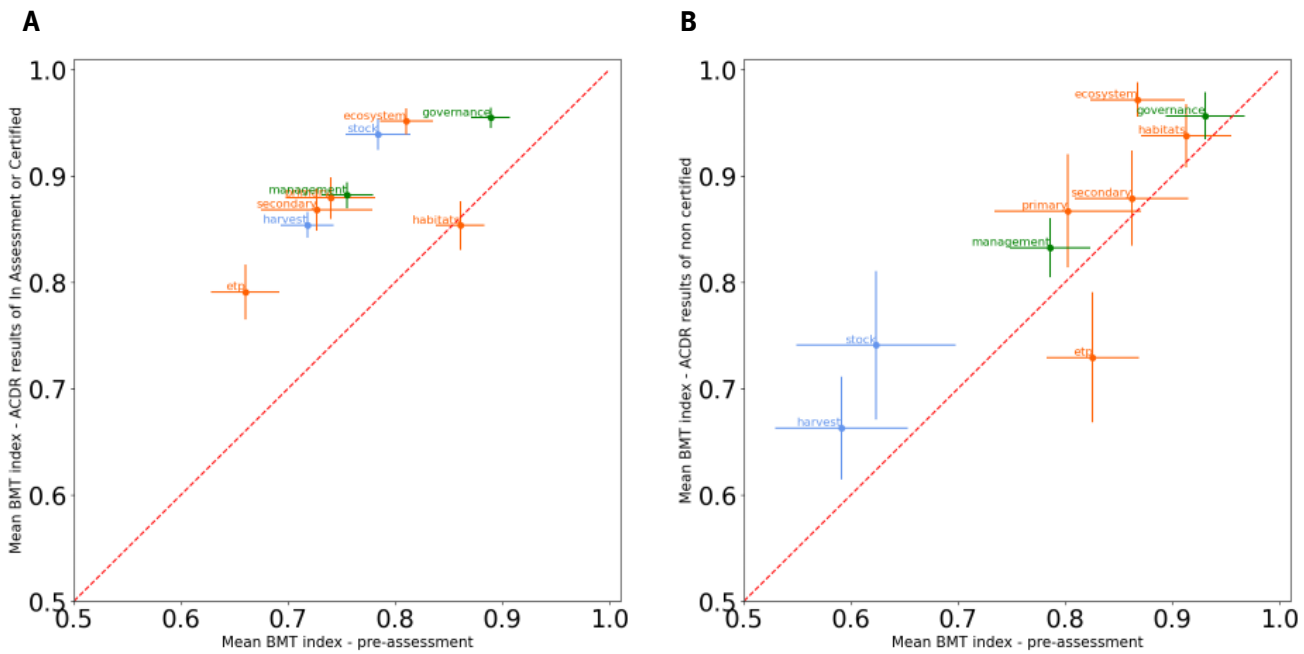 A
Mean BMT index - ACDR results of In Assessment or Certified
1.0
0.9
0.8
0.7
0.6
0.5
governance
ecosystem
stock
management
secondary
harvest
habitats
etp
0.5
0.6
0.7
0.8
0.9
1.0
Mean BMT index - pre-assessment
B
Mean BMT index - ACDR results of non certified
1.0
0.9
0.8
0.7
0.6
0.5
ecosystem
governance
habitats
secondary
primary
management
stock
etp
harvest
0.5
0.6
0.7
0.8
0.9
1.0
Mean BMT index - pre-assessment